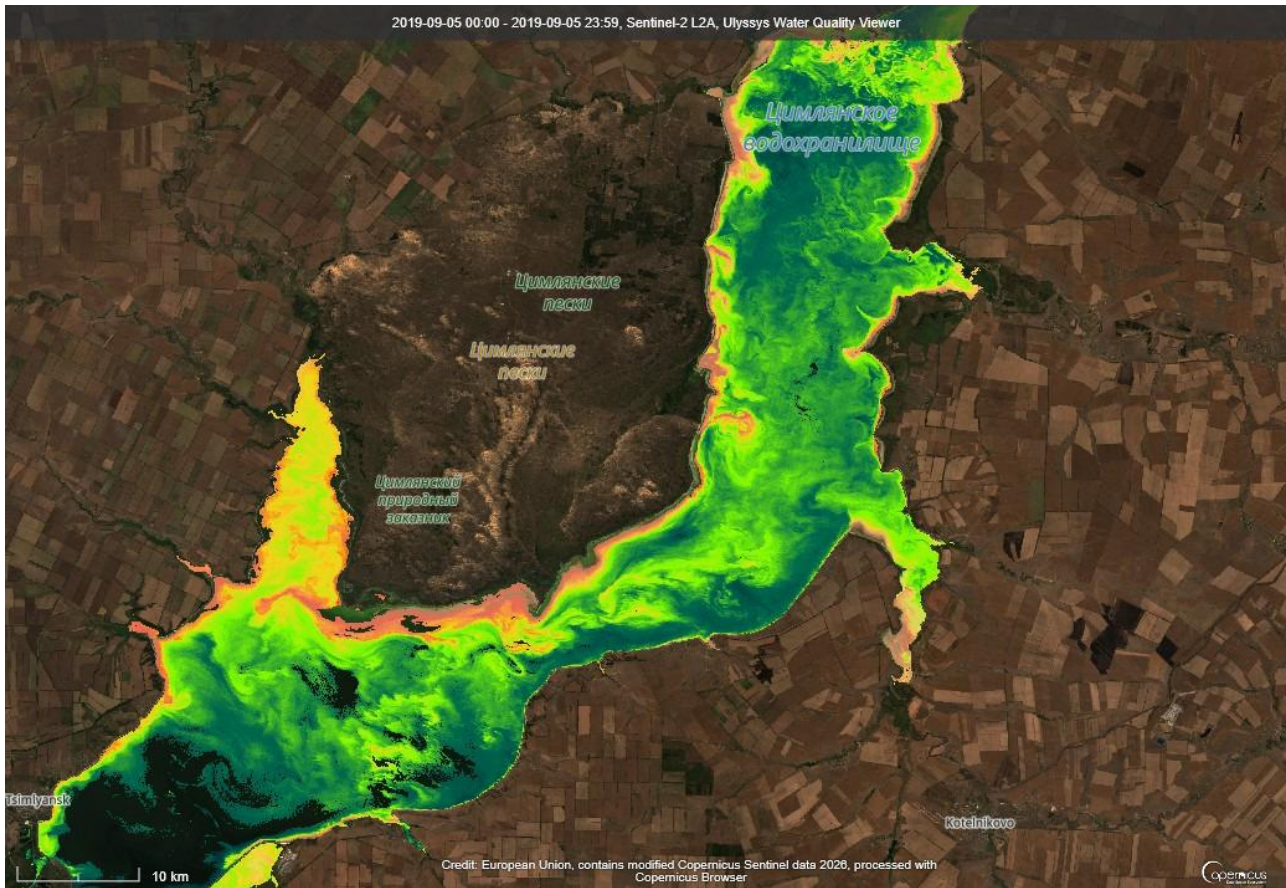 2019-09-05 00:00 - 2019-09-05 23:59, Sentinel-2 L2A, Ulyssys Water Quality Viewer
Цимлянское
водохранилище
Цимлянские
пески
Цимлянские
пески
Цимлянский
природный
заказник
Tsimlyansk
Kotelnikovo
10 km
Credit: European Union, contains modified Copernicus Sentinel data 2026, processed with
Copernicus Browser
Copernicus